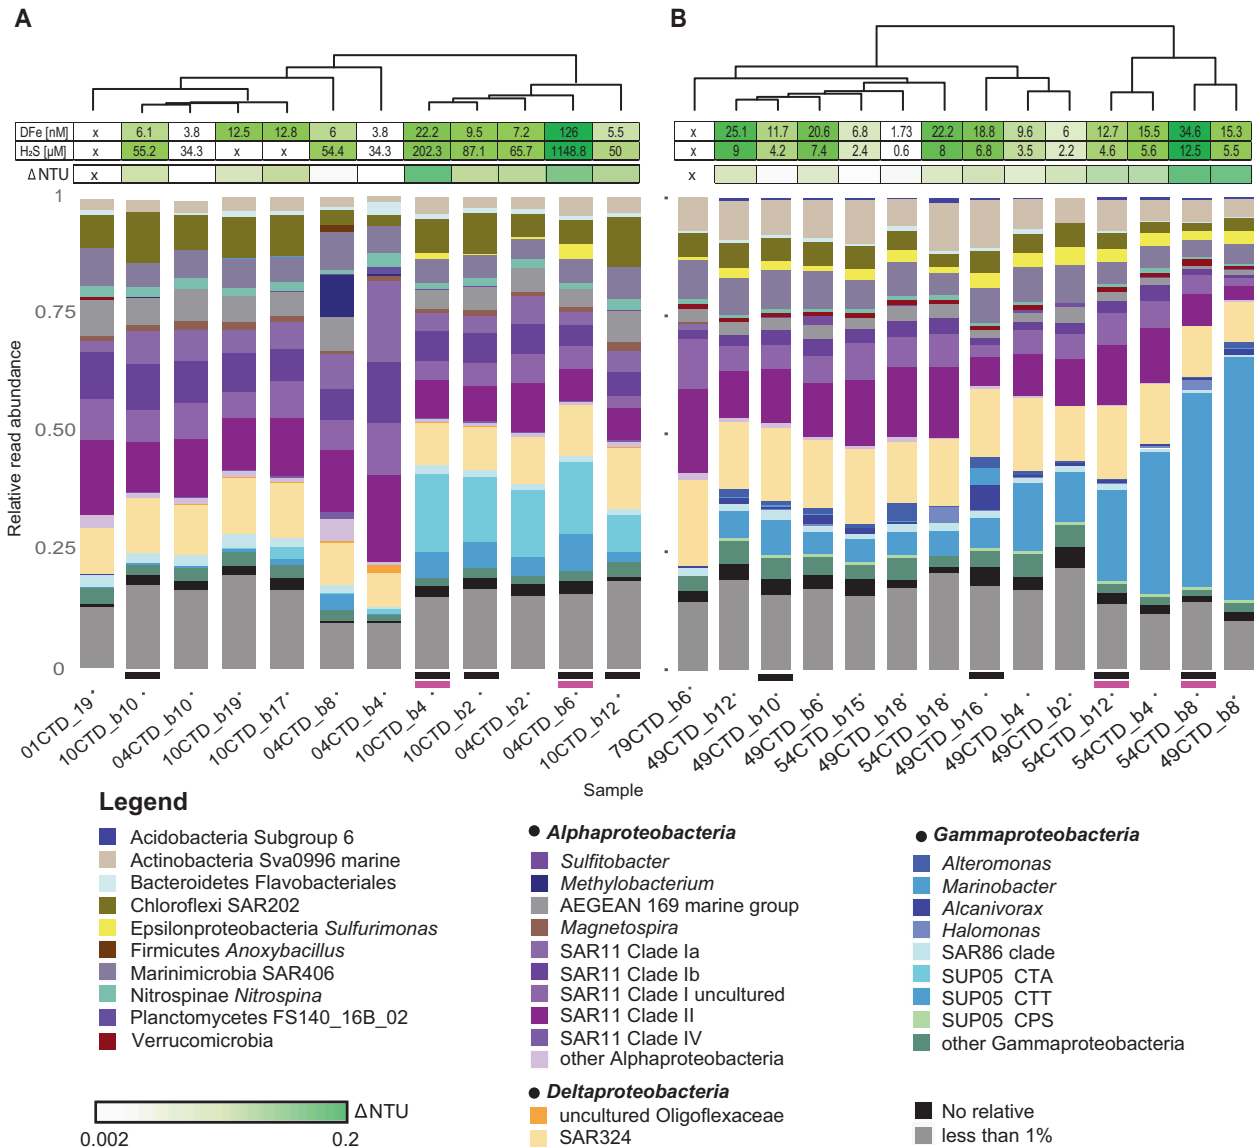 A
B
DFe [nM] x 6.1 3.8 12.5 12.8 6 3.8 22.2 9.5 7.2 126 5.5
H₂S [µM] x 55.2 34.3 x x 54.4 34.3 202.3 87.1 65.7 1148.8 50
Δ NTU x
x 25.1 11.7 20.6 6.8 1.73 22.2 18.8 9.6 6 12.7 15.5 34.6 15.3
x 9 4.2 7.4 2.4 0.6 8 6.8 3.5 2.2 4.6 5.6 12.5 5.5
x
1
0.75
0.50
0.25
0
Relative read abundance
01CTD_19
10CTD_b10
04CTD_b10
10CTD_b19
10CTD_b17
04CTD_b8
04CTD_b4
10CTD_b4
10CTD_b2
04CTD_b2
04CTD_b6
10CTD_b12
79CTD_b6
49CTD_b12
49CTD_b10
49CTD_b6
54CTD_b15
49CTD_b18
54CTD_b18
49CTD_b16
49CTD_b4
49CTD_b2
54CTD_b12
54CTD_b4
54CTD_b8
49CTD_b8
Sample
Legend
Acidobacteria Subgroup 6
Actinobacteria Sva0996 marine
Bacteroidetes Flavobacteriales
Chloroflexi SAR202
Epsilonproteobacteria Sulfurimonas
Firmicutes Anoxybacillus
Marinimicrobia SAR406
Nitrospinae Nitrospina
Planctomycetes FS140_16B_02
Verrucomicrobia
Δ NTU
0.002 0.2
● Alphaproteobacteria
Sulfitobacter
Methylobacterium
AEGEAN 169 marine group
Magnetospira
SAR11 Clade Ia
SAR11 Clade Ib
SAR11 Clade I uncultured
SAR11 Clade II
SAR11 Clade IV
other Alphaproteobacteria
● Deltaproteobacteria
uncultured Oligoflexaceae
SAR324
● Gammaproteobacteria
Alteromonas
Marinobacter
Alcanivorax
Halomonas
SAR86 clade
SUP05 CTA
SUP05 CTT
SUP05 CPS
other Gammaproteobacteria
No relative
less than 1%